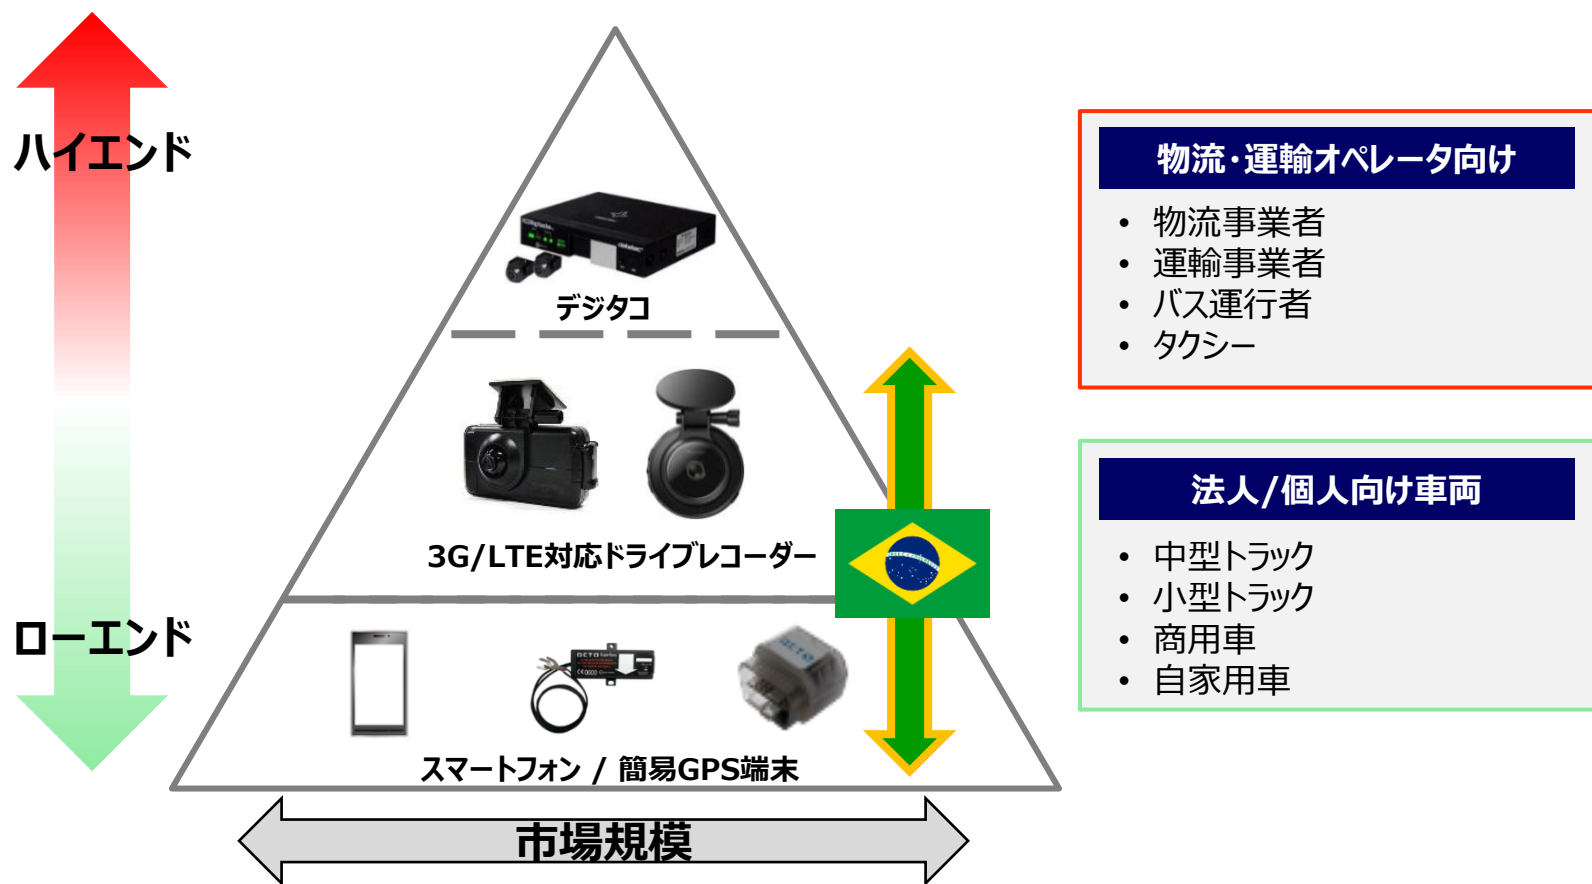 ハイエンド
デジタコ
3G/LTE対応ドライブレコーダー
ローエンド
OCTO
OCTO
スマートフォン / 簡易GPS端末
市場規模
物流・運輸オペレータ向け
• 物流事業者
• 運輸事業者
• バス運行者
• タクシー
法人/個人向け車両
• 中型トラック
• 小型トラック
• 商用車
• 自家用車